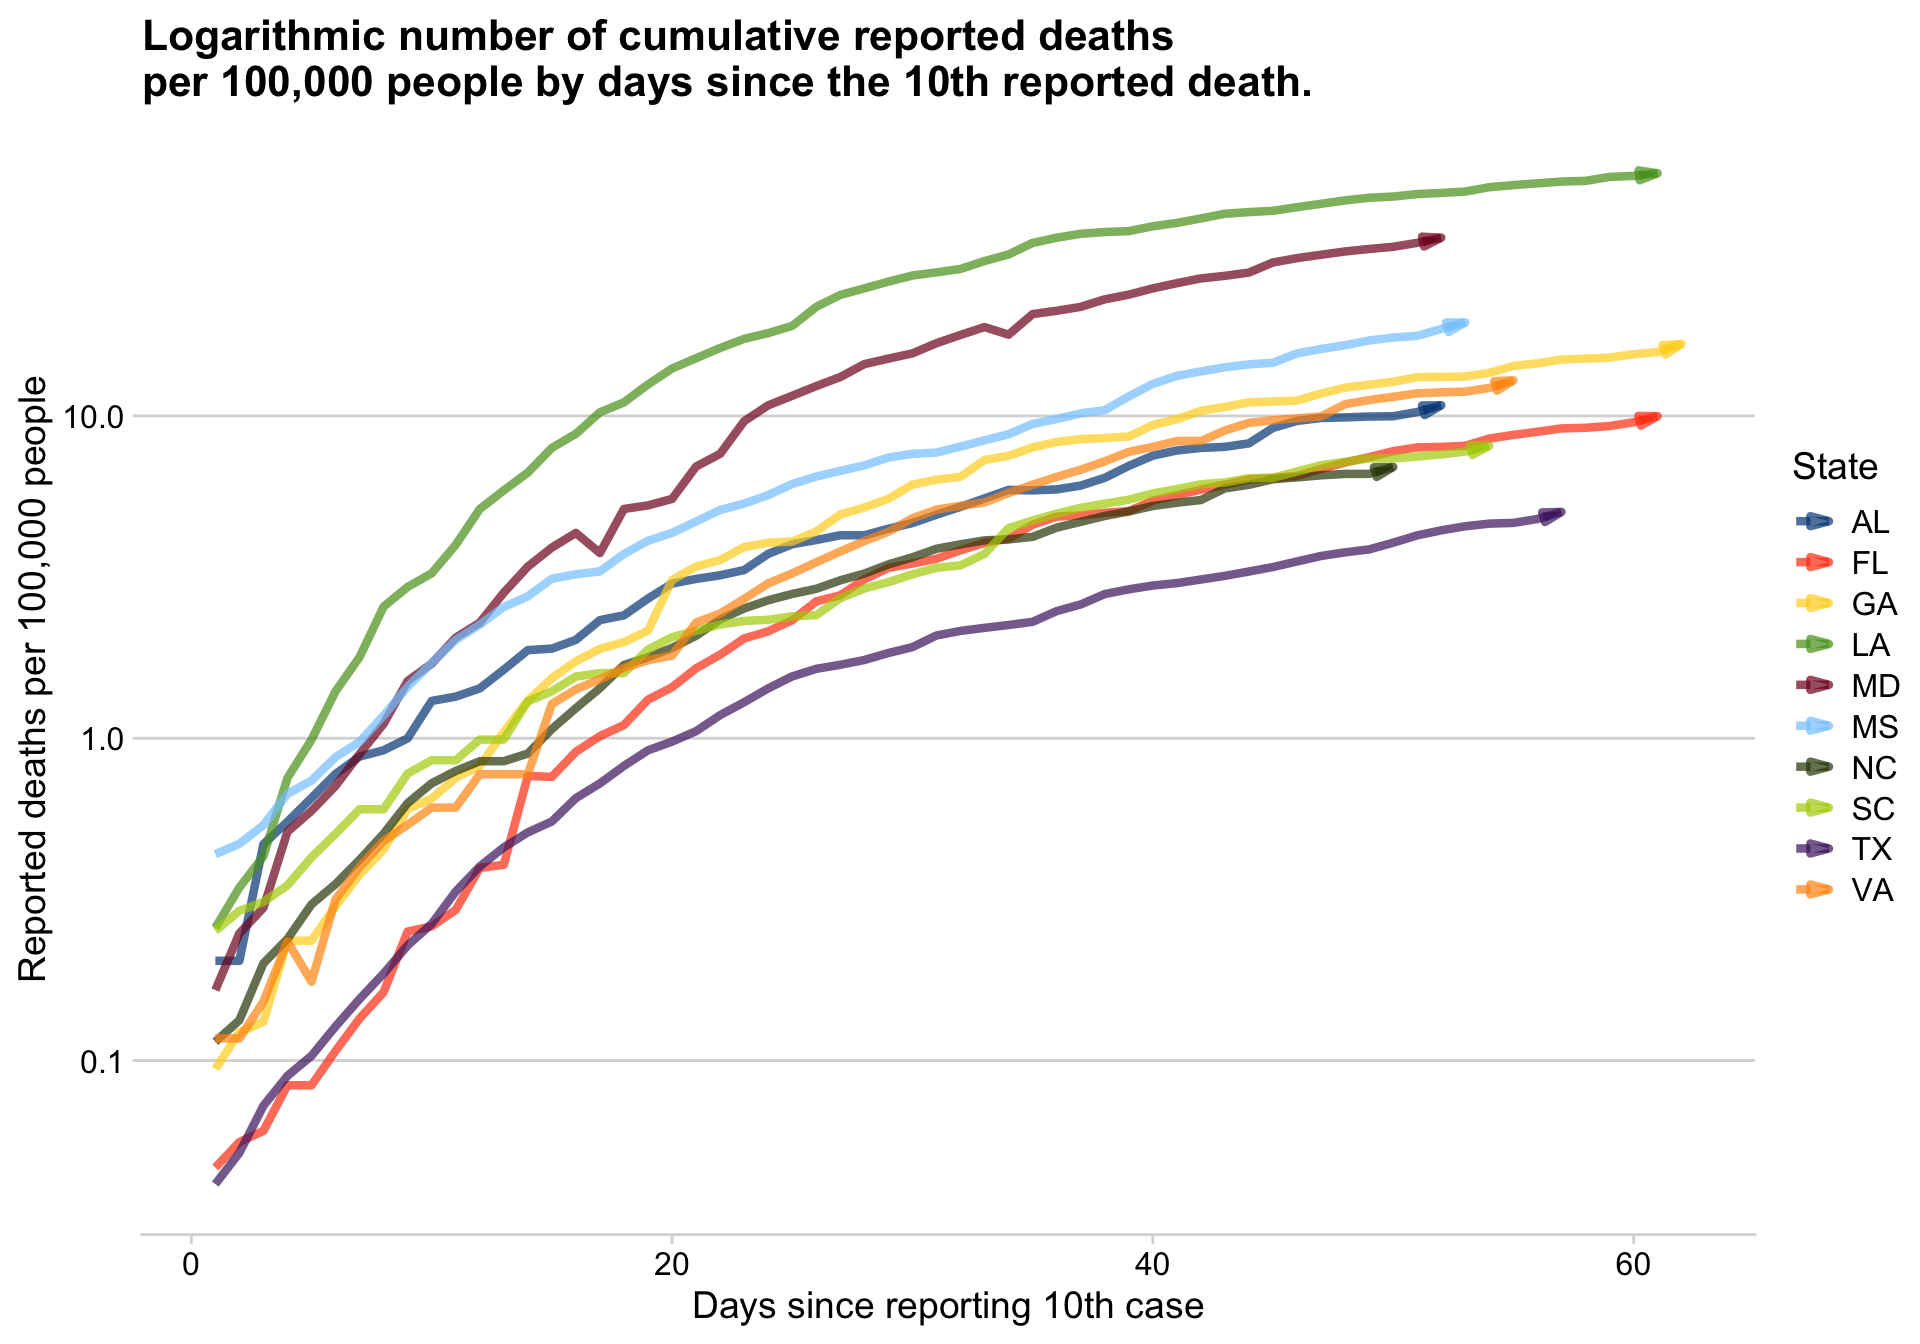 Logarithmic number of cumulative reported deaths
per 100,000 people by days since the 10th reported death.
Reported deaths per 100,000 people
10.0
1.0
0.1
0
20
40
60
Days since reporting 10th case
State
AL
FL
GA
LA
MD
MS
NC
SC
TX
VA